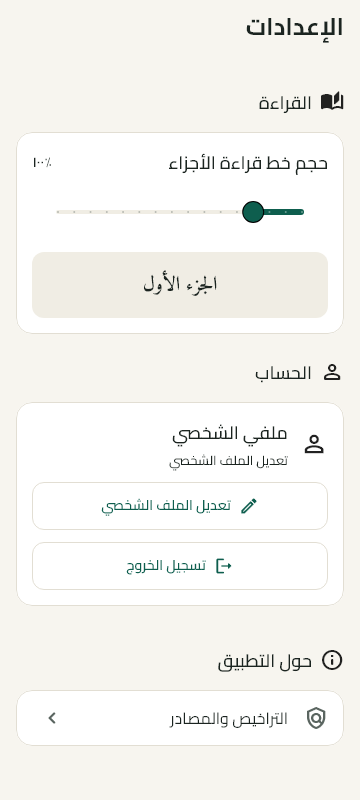 الإعدادات
القراءة
حجم خط قراءة الأجزاء
١٠٠٪
الجزء الأول
الحساب
ملفي الشخصي
تعديل الملف الشخصي
تعديل الملف الشخصي
تسجيل الخروج
حول التطبيق
التراخيص والمصادر